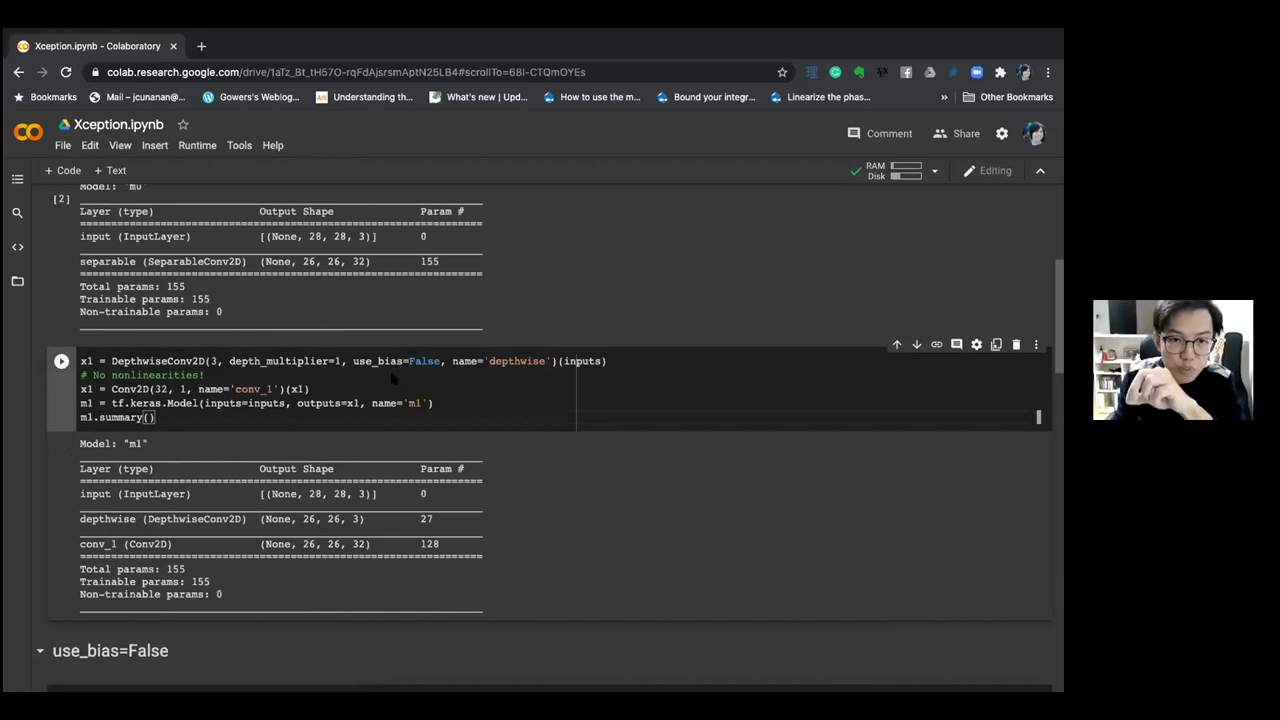 Xception.ipynb - Colaboratory
colab.research.google.com/drive/1aTz_Bt_tH57O-rqFdAjsrsmAptN25LB4#scrollTo=68l-CTQmOYEs
Bookmarks Mail – jcunanan@... Gowers's Weblog... Understanding th... What's new | Upd... How to use the m... Bound your integr... Linearize the phas... » Other Bookmarks
Xception.ipynb
Comment Share
File Edit View Insert Runtime Tools Help
+ Code + Text
RAM
Disk
Editing
Model: "m0"
[2]
Layer (type) Output Shape Param #
input (InputLayer) [(None, 28, 28, 3)] 0
separable (SeparableConv2D) (None, 26, 26, 32) 155
Total params: 155
Trainable params: 155
Non-trainable params: 0
x1 = DepthwiseConv2D(3, depth_multiplier=1, use_bias=False, name='depthwise')(inputs)
# No nonlinearities!
x1 = Conv2D(32, 1, name='conv_1')(x1)
m1 = tf.keras.Model(inputs=inputs, outputs=x1, name='m1')
m1.summary()
Model: "m1"
Layer (type) Output Shape Param #
input (InputLayer) [(None, 28, 28, 3)] 0
depthwise (DepthwiseConv2D) (None, 26, 26, 3) 27
conv_1 (Conv2D) (None, 26, 26, 32) 128
Total params: 155
Trainable params: 155
Non-trainable params: 0
use_bias=False